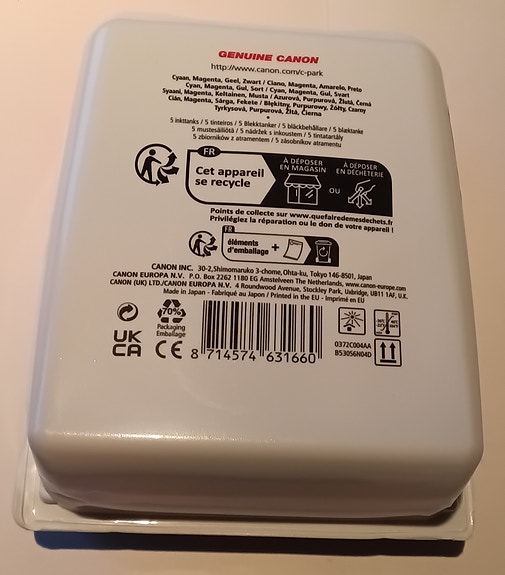 GENUINE CANON
http://www.canon.com/c-park
Cyaan, Magenta, Geel, Zwart / Ciano, Magenta, Amarelo, Preto
Cyan, Magenta, Gul, Sort / Cyan, Magenta, Gul, Svart
Syaani, Magenta, Keltainen, Musta / Azurová, Purpurová, Žlutá, Černá
Cián, Magenta, Sárga, Fekete / Błękitny, Purpurowy, Żółty, Czarny
Tyrkysová, Purpurová, Žltá, Čierna
•
5 inkttanks / 5 tinteiros / 5 Blekktanker / 5 bläckbehållare / 5 blæktanke
5 mustesäiliötä / 5 nádržek s inkoustem / 5 tintatartály
5 zbiorników z atramentem / 5 zásobníkov atramentu
FR
Cet appareil
se recycle
À DÉPOSER
EN MAGASIN
OU
À DÉPOSER
EN DÉCHÈTERIE
Points de collecte sur www.quefairedemesdechets.fr
Privilégiez la réparation ou le don de votre appareil !
FR
éléments
d'emballage
+
CANON INC. 30-2,Shimomaruko 3-chome, Ohta-ku, Tokyo 146-8501, Japan
CANON EUROPA N.V. P.O. Box 2262 1180 EG Amstelveen The Netherlands, www.canon-europe.com
CANON (UK) LTD./CANON EUROPA N.V. 4 Roundwood Avenue, Stockley Park, Uxbridge, UB11 1AF, U.K.
Made in Japan - Fabriqué au Japon / Printed in the EU - Imprimé en EU
UK
CA
70%
Packaging
Emballage
CE
8 714574 631660
0372C004AA
B53056N04D